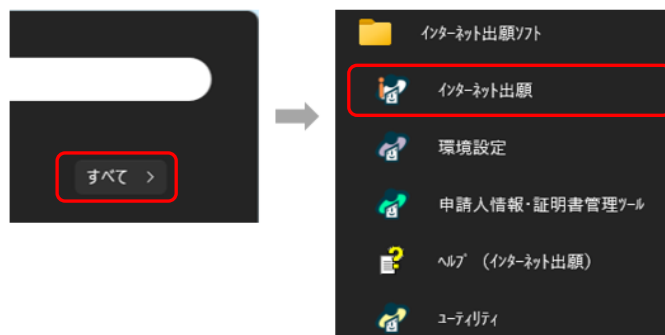 すべて >
インターネット出願ソフト
インターネット出願
環境設定
申請人情報・証明書管理ツール
ヘルプ (インターネット出願)
ユーティリティ